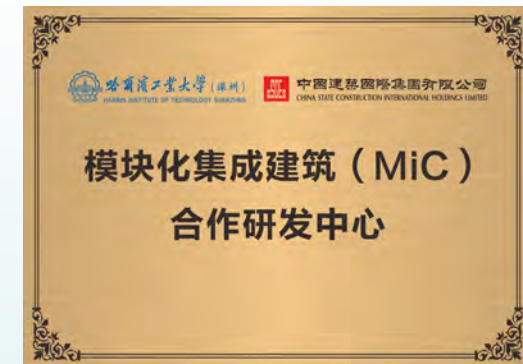 哈爾濱工業大學(深圳)
HARBIN INSTITUTE OF TECHNOLOGY SHENZHEN
中國建築國際集團有限公司
CHINA STATE CONSTRUCTION INTERNATIONAL HOLDINGS LIMITED
模块化集成建筑（MiC）
合作研发中心